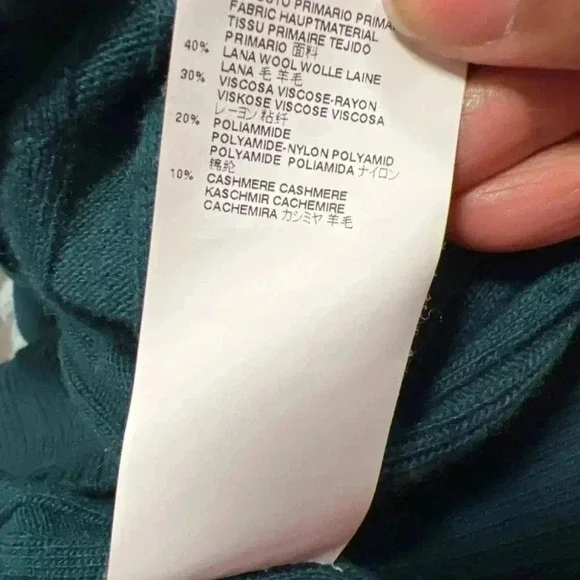 PRIMARIO
FABRIC HAUPTMATERIAL
TISSU PRIMAIRE TEJIDO
PRIMARIO 面料
40% LANA WOOL WOLLE LAINE
LANA 毛 羊毛
30% VISCOSA VISCOSE-RAYON
VISKOSE VISCOSE VISCOSA
レーヨン 粘纤
20% POLIAMMIDE
POLYAMIDE-NYLON POLYAMID
POLYAMIDE POLIAMIDA ナイロン
锦纶
10% CASHMERE CASHMERE
KASCHMIR CACHEMIRE
CACHEMIRA カシミヤ 羊毛